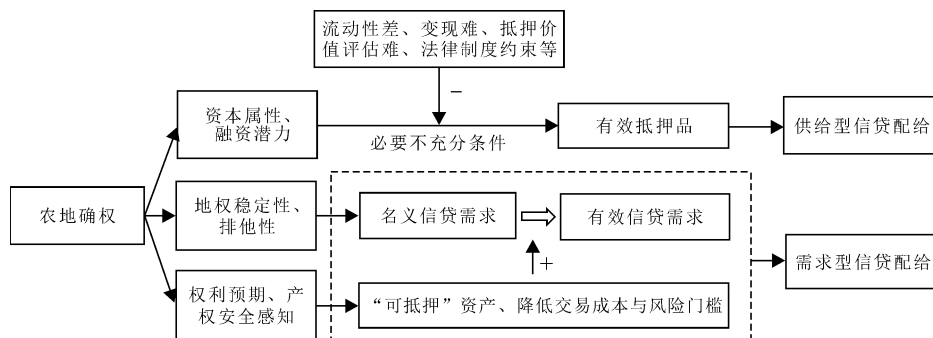 流动性差、变现难、抵押价
值评估难、法律制度约束等
−
资本属性、
融资潜力
必要不充分条件
有效抵押品
供给型信贷配给
农地确权
地权稳定性、
排他性
名义信贷需求
有效信贷需求
+
需求型信贷配给
权利预期、产
权安全感知
“可抵押”资产、降低交易成本与风险门槛